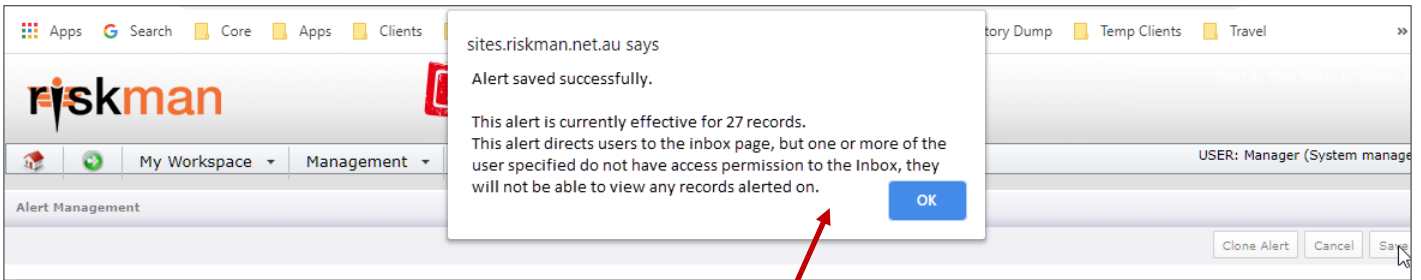 Apps Search Core Apps Clients tory Dump Temp Clients Travel »
sites.riskman.net.au says
Alert saved successfully.
This alert is currently effective for 27 records.
This alert directs users to the inbox page, but one or more of the
user specified do not have access permission to the Inbox, they
will not be able to view any records alerted on.
OK
riskman
My Workspace Management USER: Manager (System manage
Alert Management
Clone Alert Cancel Save